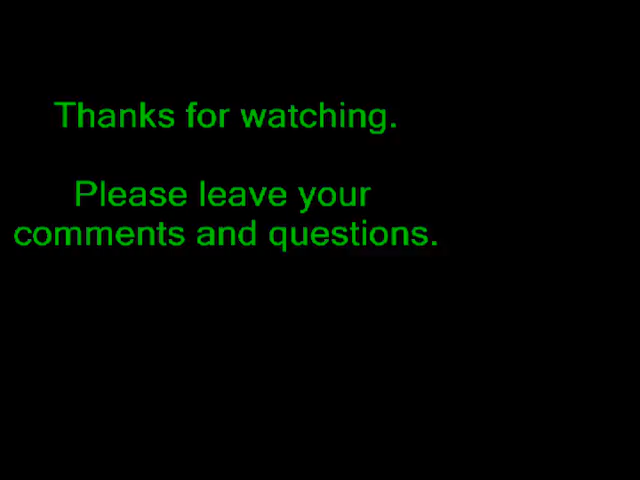 Thanks for watching.
Please leave your
comments and questions.